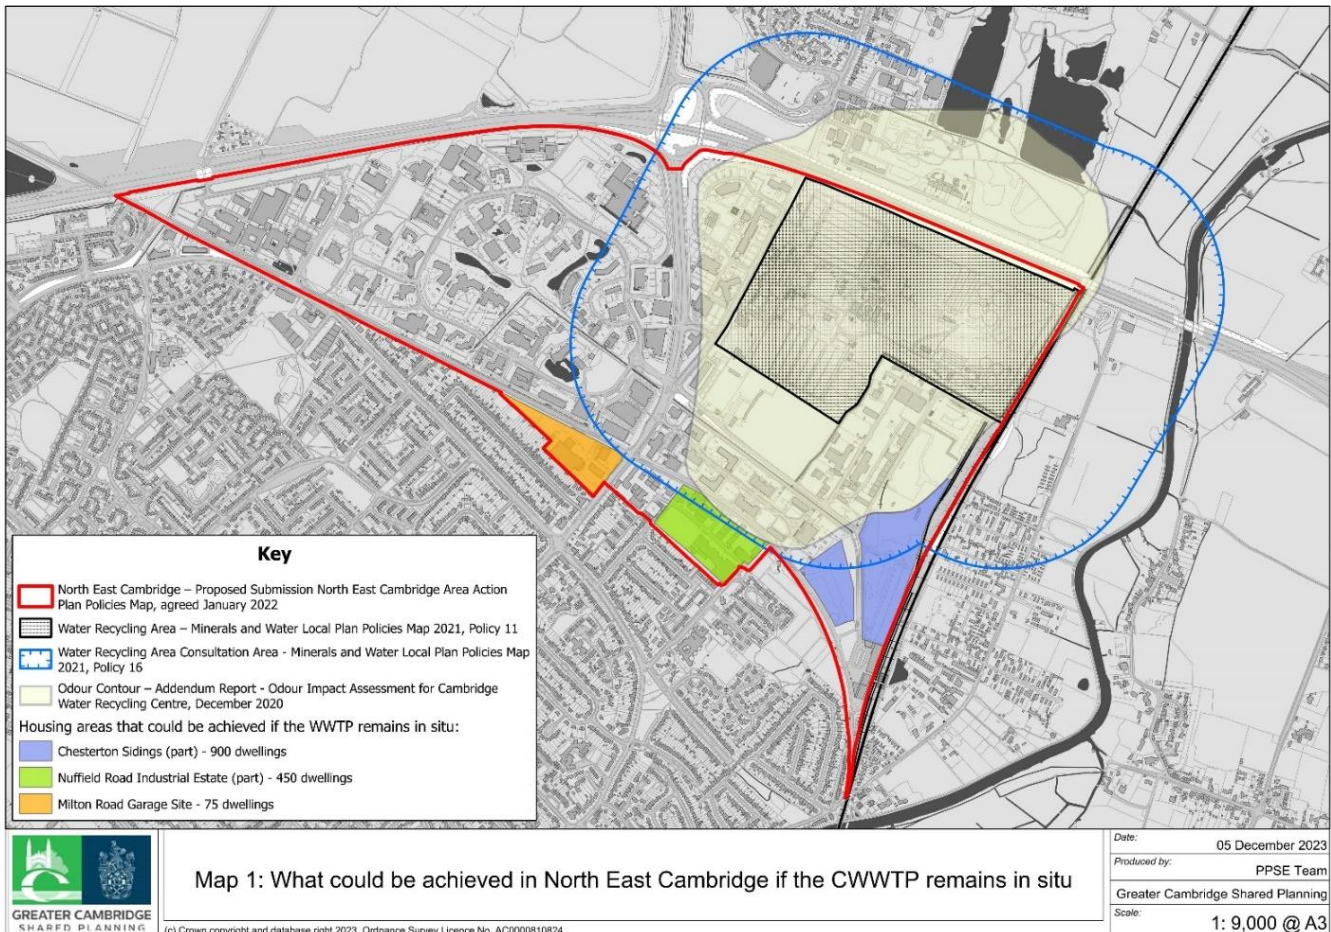 Key
North East Cambridge – Proposed Submission North East Cambridge Area Action
Plan Policies Map, agreed January 2022
Water Recycling Area – Minerals and Water Local Plan Policies Map 2021, Policy 11
Water Recycling Area Consultation Area - Minerals and Water Local Plan Policies Map
2021, Policy 16
Odour Contour – Addendum Report - Odour Impact Assessment for Cambridge
Water Recycling Centre, December 2020
Housing areas that could be achieved if the WWTP remains in situ:
Chesterton Sidings (part) - 900 dwellings
Nuffield Road Industrial Estate (part) - 450 dwellings
Milton Road Garage Site - 75 dwellings
GREATER CAMBRIDGE
SHARED PLANNING
Map 1: What could be achieved in North East Cambridge if the CWWTP remains in situ
(c) Crown copyright and database right 2023. Ordnance Survey Licence No. AC0000810824
Date:
05 December 2023
Produced by:
PPSE Team
Greater Cambridge Shared Planning
Scale:
1: 9,000 @ A3